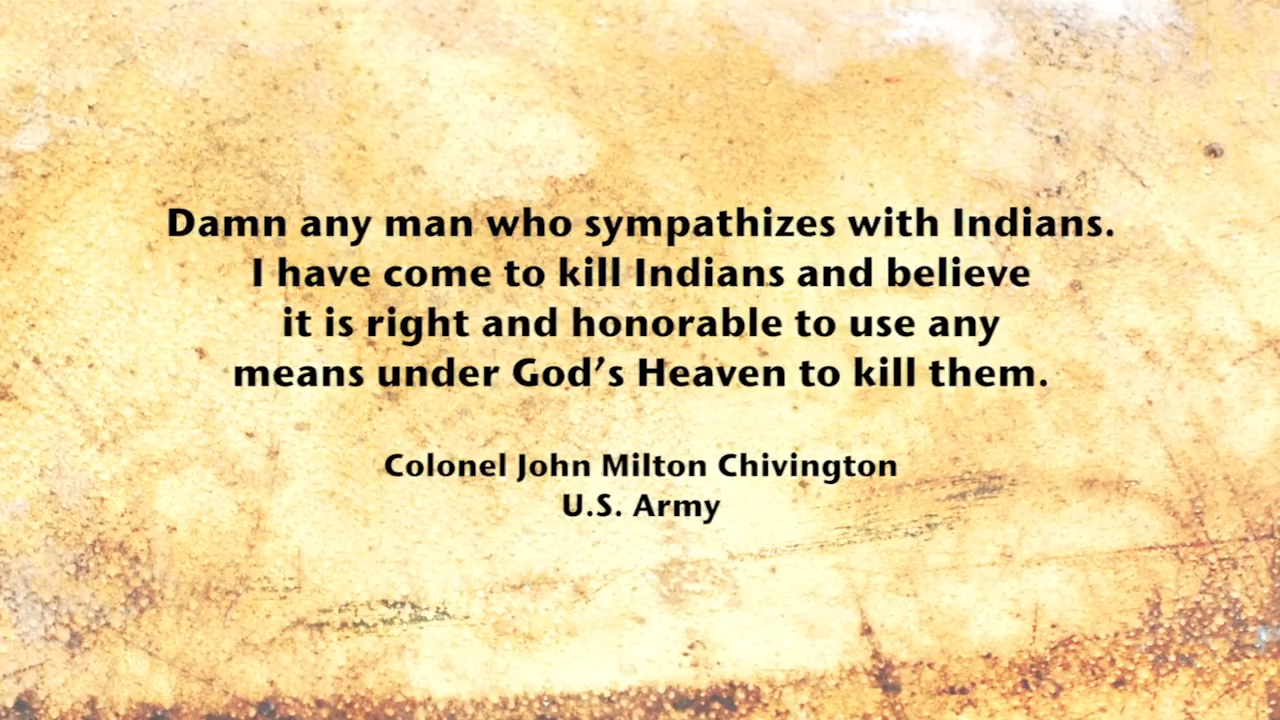 Damn any man who sympathizes with Indians.
I have come to kill Indians and believe
it is right and honorable to use any
means under God’s Heaven to kill them.
Colonel John Milton Chivington
U.S. Army